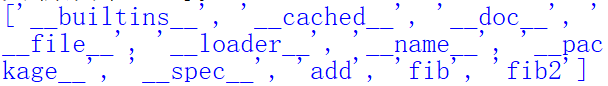 ['__builtins__', '__cached__', '__doc__', '
__file__', '__loader__', '__name__', '__pac
kage__', '__spec__', 'add', 'fib', 'fib2']